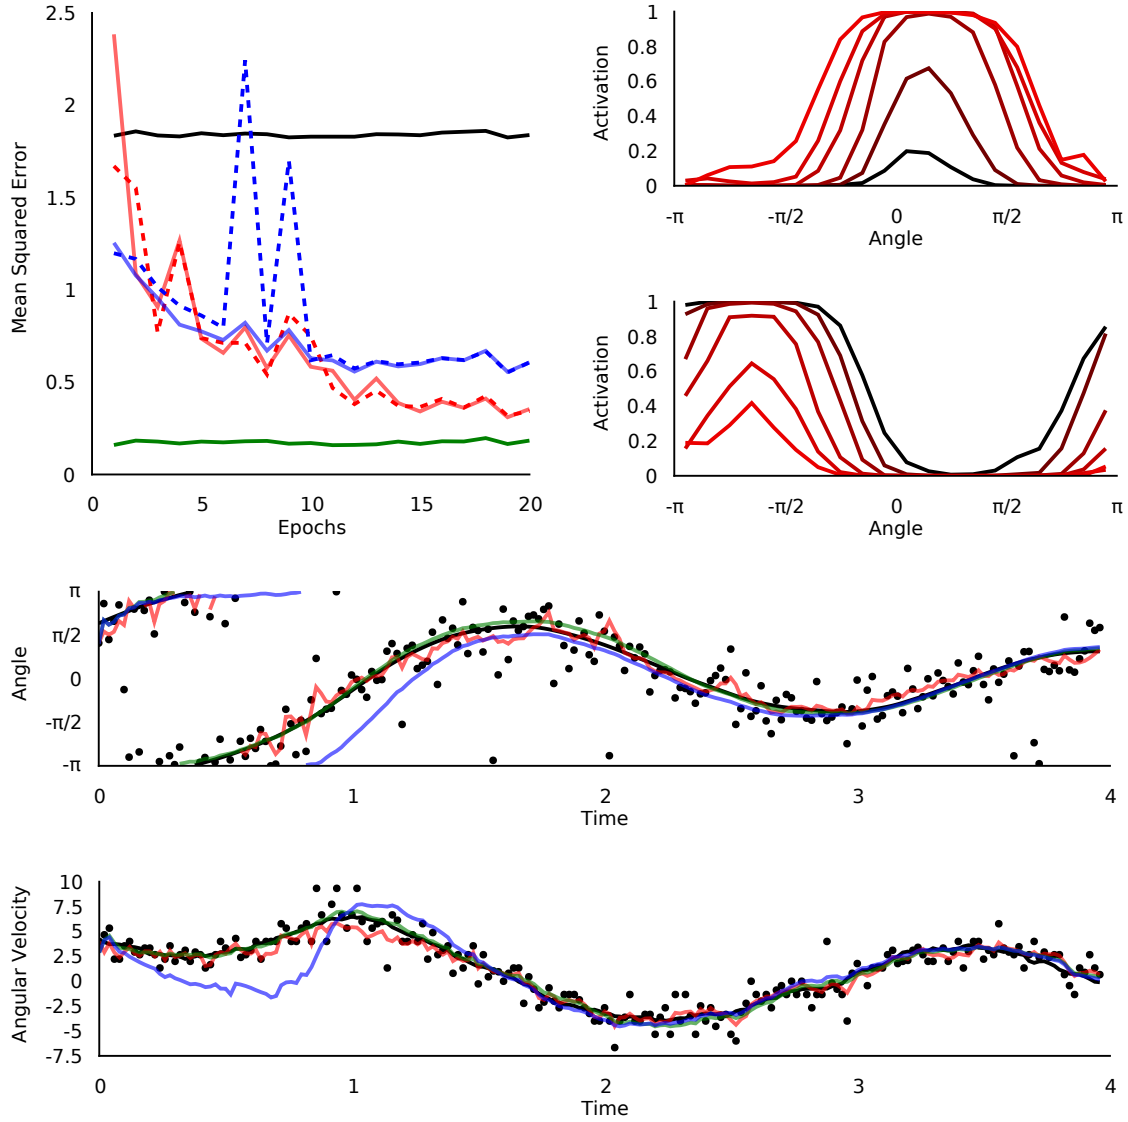 2.5
2
1.5
1
0.5
0
Mean Squared Error
0 5 10 15 20
Epochs
1
0.8
0.6
0.4
0.2
0
Activation
-π -π/2 0 π/2 π
Angle
1
0.8
0.6
0.4
0.2
0
Activation
-π -π/2 0 π/2 π
Angle
π
π/2
0
-π/2
-π
Angle
0 1 2 3 4
Time
10
7.5
5
2.5
0
-2.5
-5
-7.5
Angular Velocity
0 1 2 3 4
Time